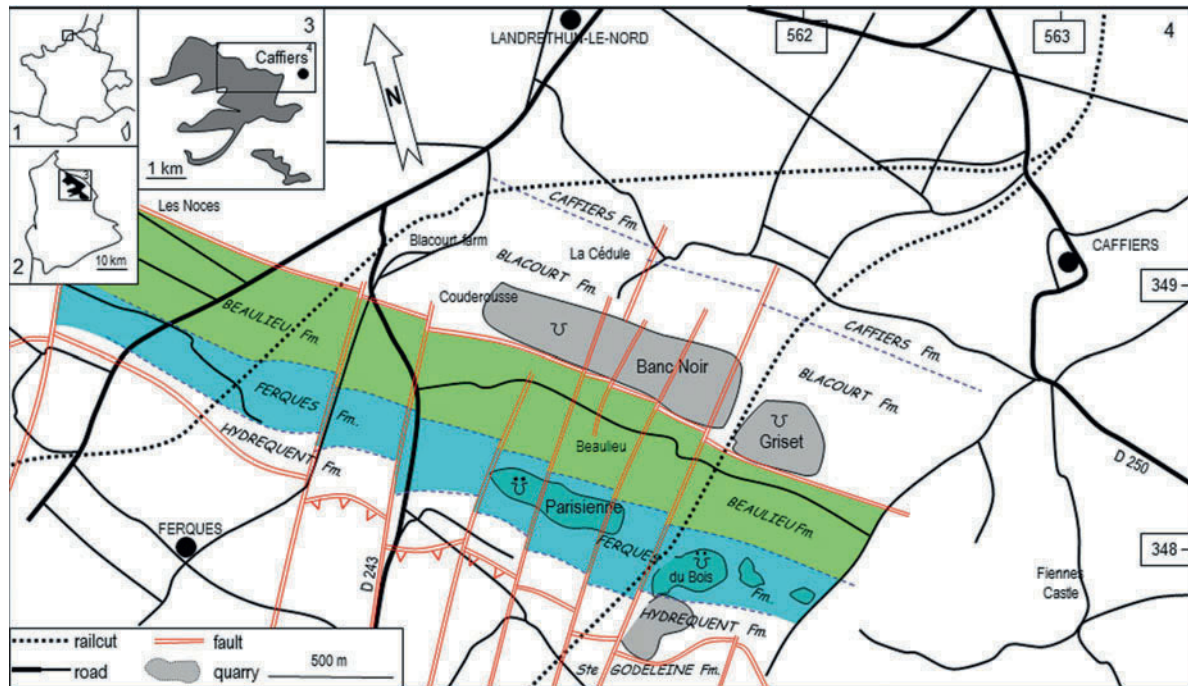 1
2
10 km
3
Caffiers
4
1 km
N
LANDRETHUN-LE-NORD
562
563
4
Les Noces
Blacourt farm
CAFFIERS Fm.
La Cédule
BLACOURT Fm.
Couderousse
CAFFIERS
349
BEAULIEU Fm.
Banc Noir
CAFFIERS Fm.
BLACOURT Fm.
Griset
FERQUES Fm.
Beaulieu
HYDREQUENT Fm.
D 250
Parisienne
BEAULIEU Fm.
FERQUES
FERQUES Fm.
du Bois
348
D 243
HYDREQUENT Fm.
Fiennes
Castle
railcut
fault
road
quarry
500 m
Ste GODELEINE Fm.